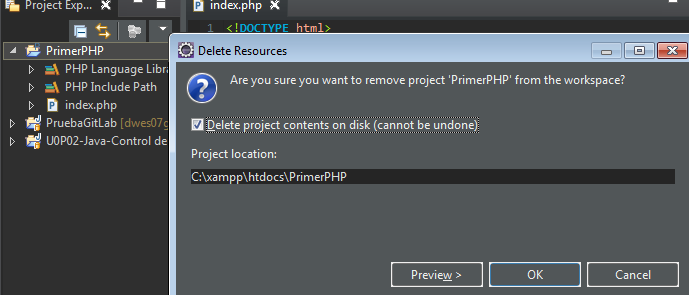 Project Exp...
index.php
1 <!DOCTYPE html>
PrimerPHP
PHP Language Libra
PHP Include Path
index.php
PruebaGitLab [dwes07g
U0P02-Java-Control de
Delete Resources
Are you sure you want to remove project 'PrimerPHP' from the workspace?
Delete project contents on disk (cannot be undone)
Project location:
C:\xampp\htdocs\PrimerPHP
Preview >
OK
Cancel